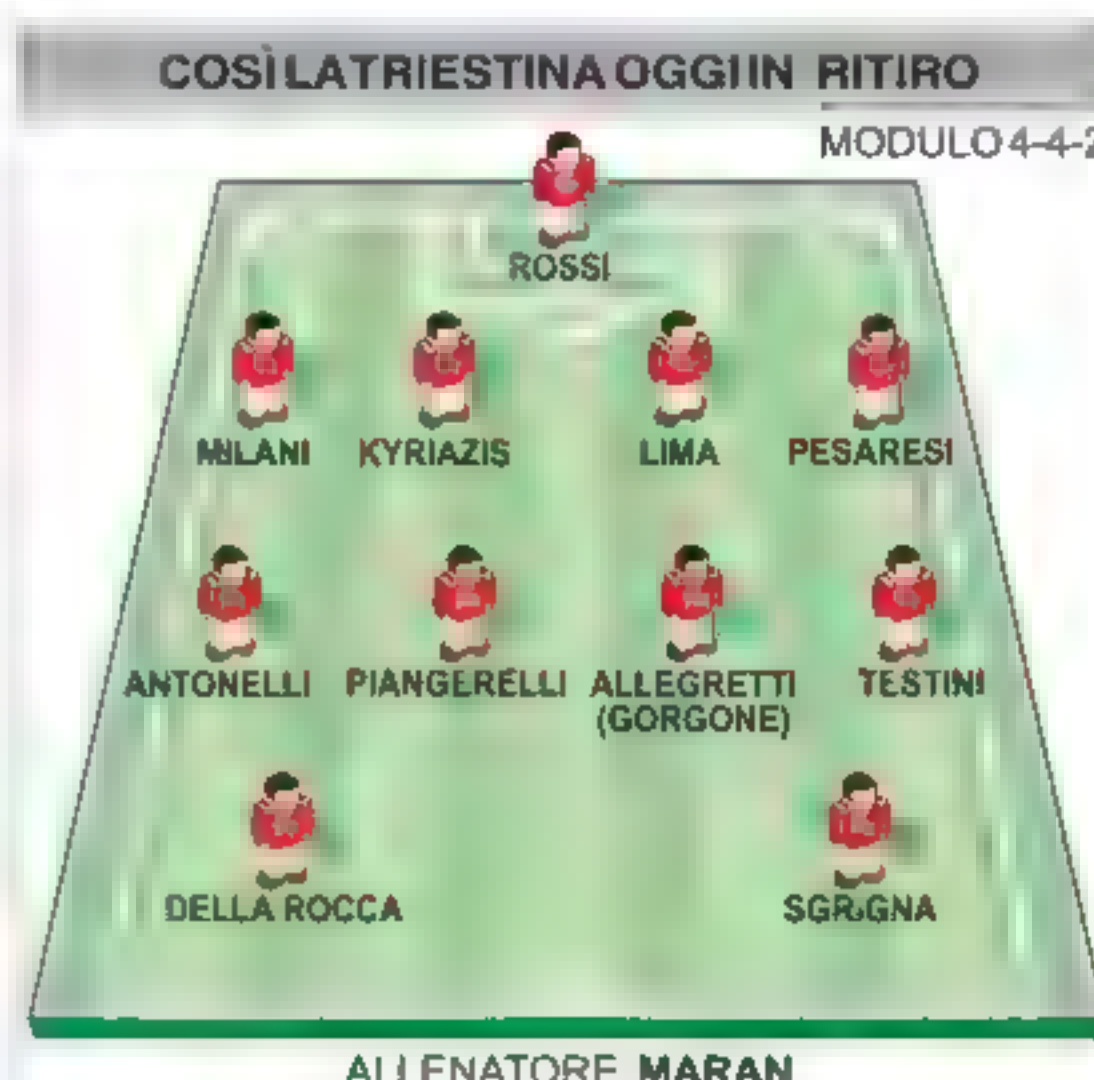 COSÌ LA TRIESTINA OGGI IN RITIRO
MODULO 4-4-2
ROSSI
MILANI KYRIAZIS LIMA PESARESI
ANTONELLI PIANGERELLI ALLEGRETTI TESTINI
(GORGONE)
DELLA ROCCA SGRIGNA
ALLENATORE MARAN